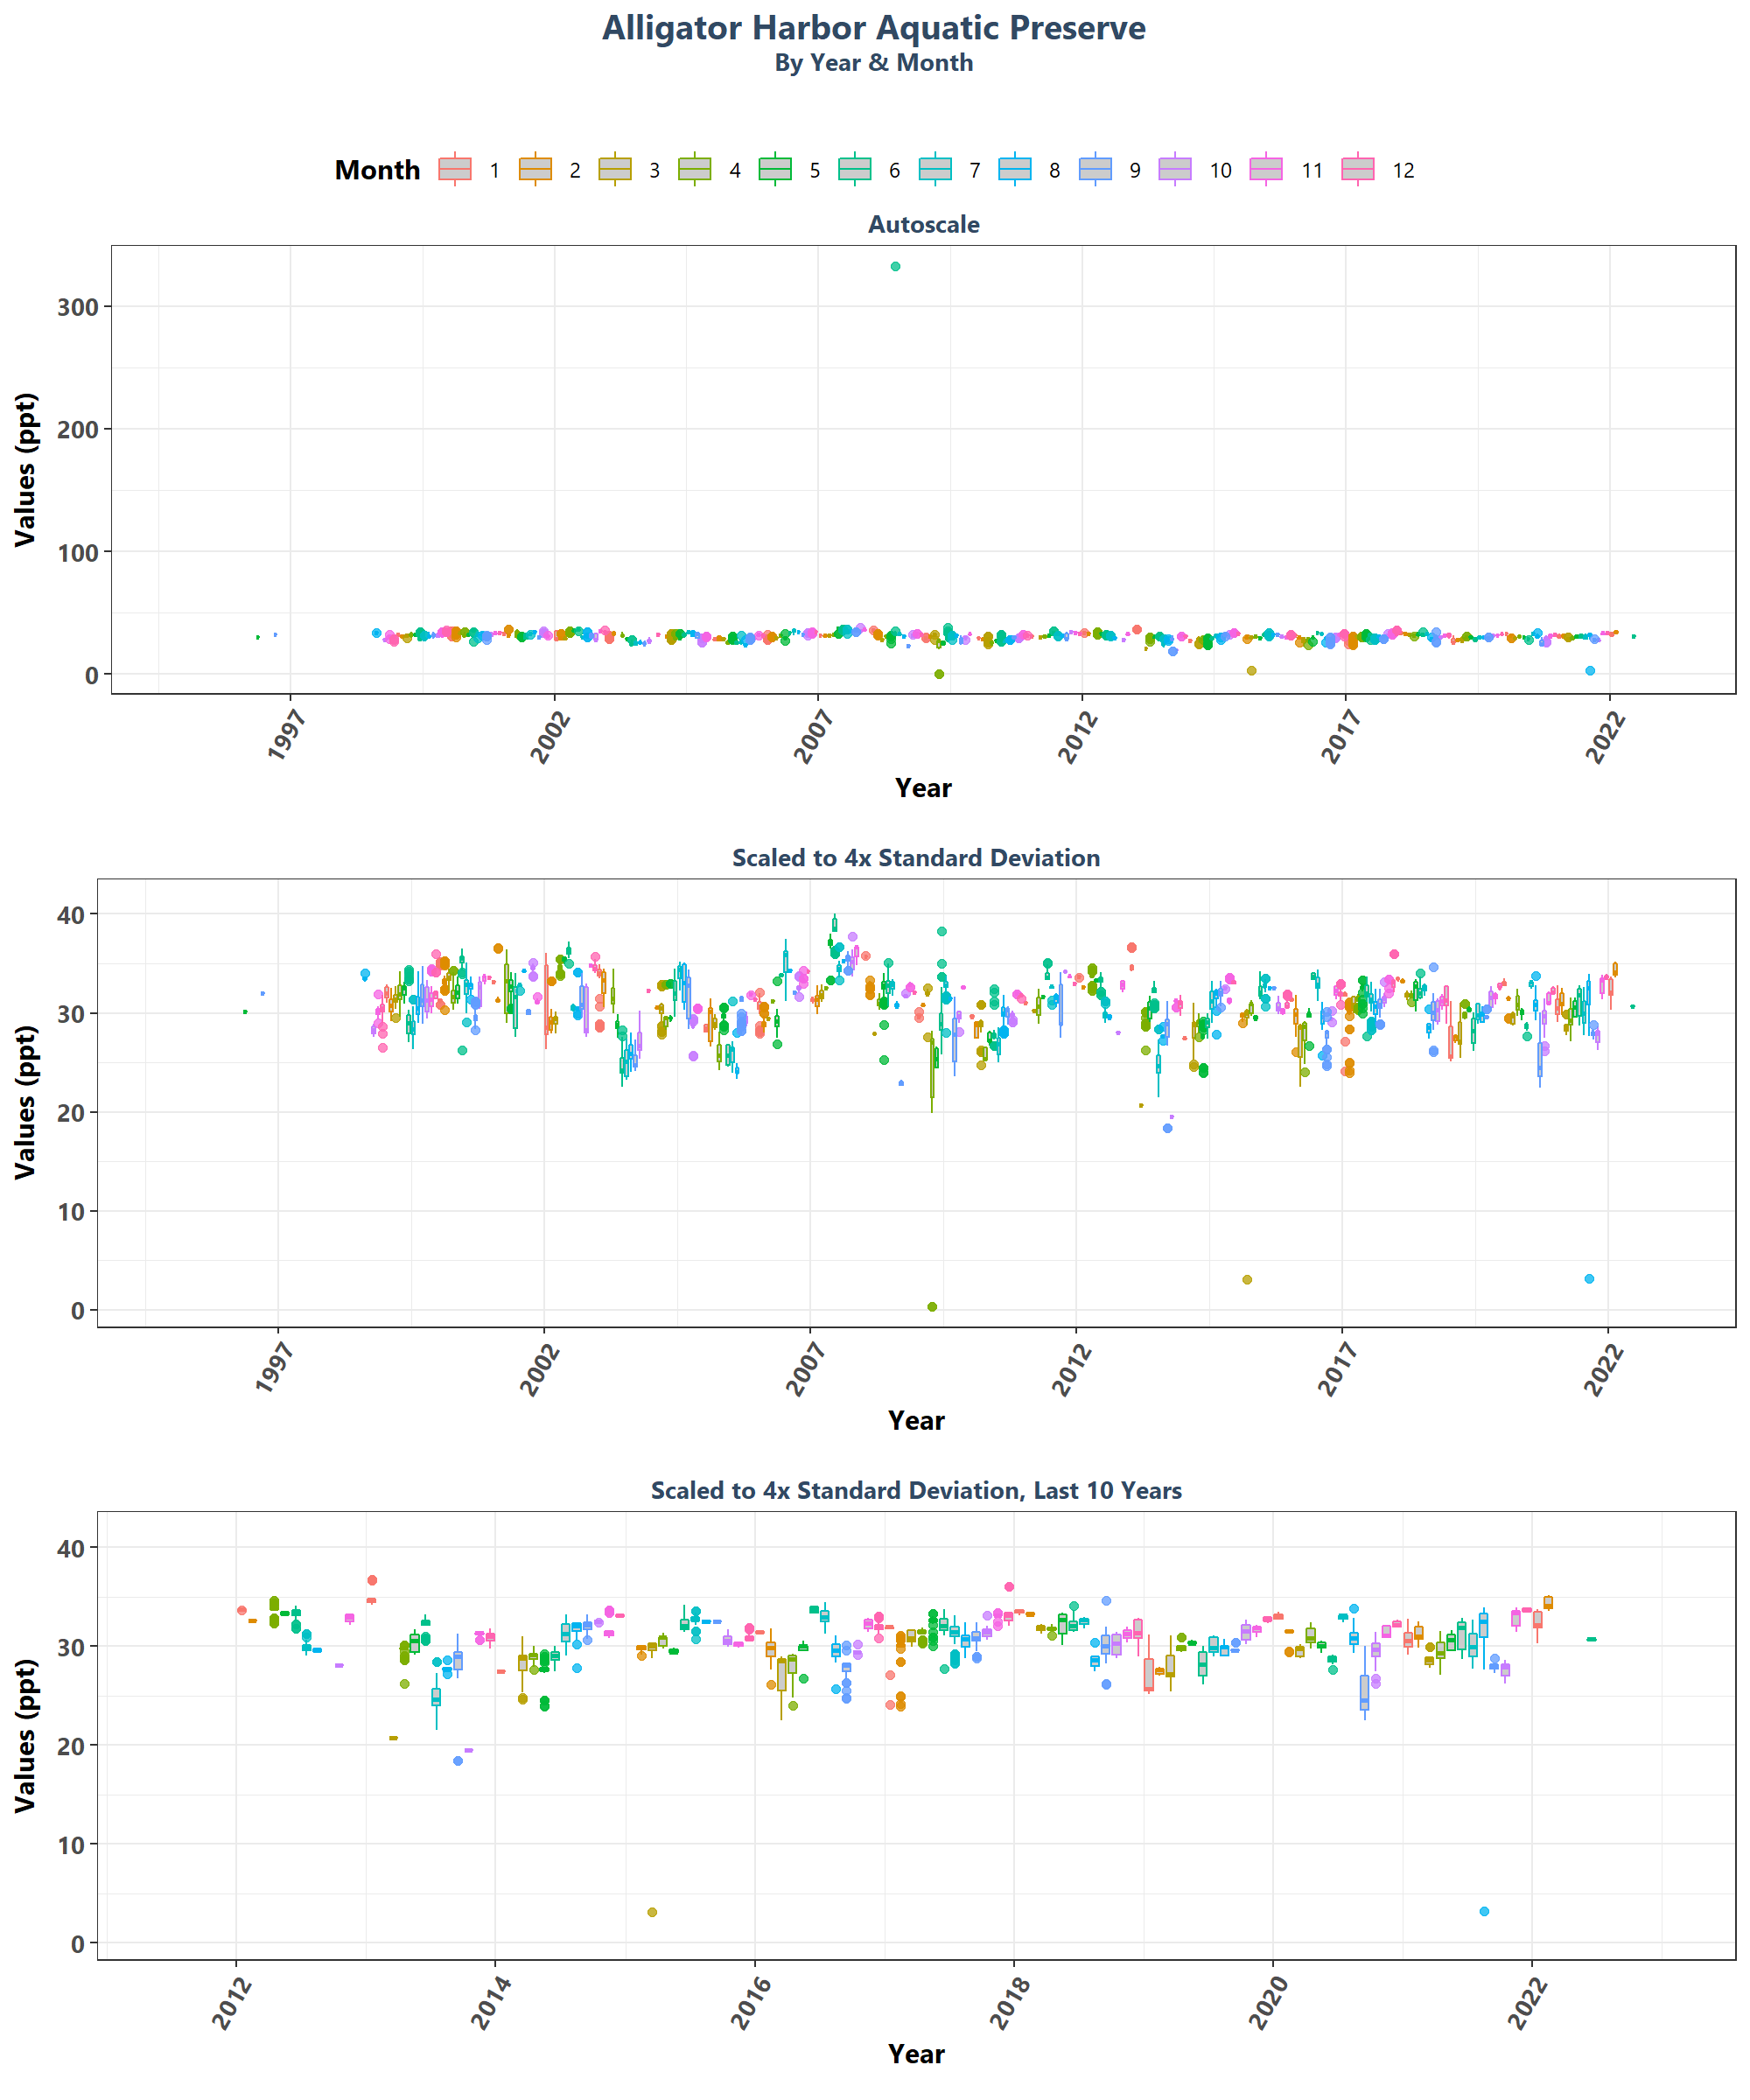 Alligator Harbor Aquatic Preserve
By Year & Month
Month 1 2 3 4 5 6 7 8 9 10 11 12
Autoscale
Values (ppt)
300
200
100
0
1997 2002 2007 2012 2017 2022
Year
Scaled to 4x Standard Deviation
Values (ppt)
40
30
20
10
0
1997 2002 2007 2012 2017 2022
Year
Scaled to 4x Standard Deviation, Last 10 Years
Values (ppt)
40
30
20
10
0
2012 2014 2016 2018 2020 2022
Year